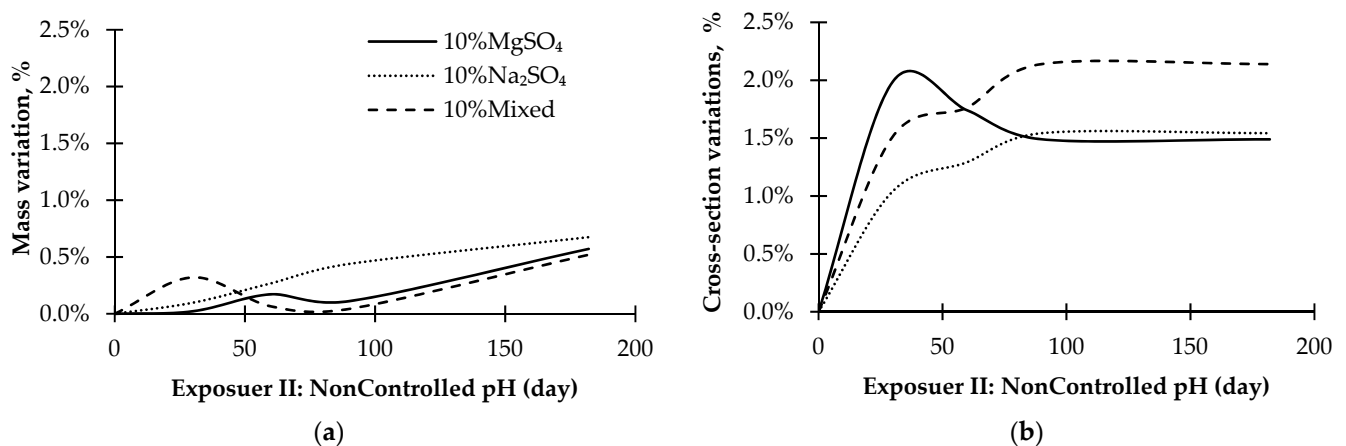 2.5%
2.0%
1.5%
1.0%
0.5%
0.0%
Mass variation, %
10%MgSO₄
10%Na₂SO₄
10%Mixed
0 50 100 150 200
Exposuer II: NonControlled pH (day)
(a)
2.5%
2.0%
1.5%
1.0%
0.5%
0.0%
Cross-section variations, %
0 50 100 150 200
Exposuer II: NonControlled pH (day)
(b)